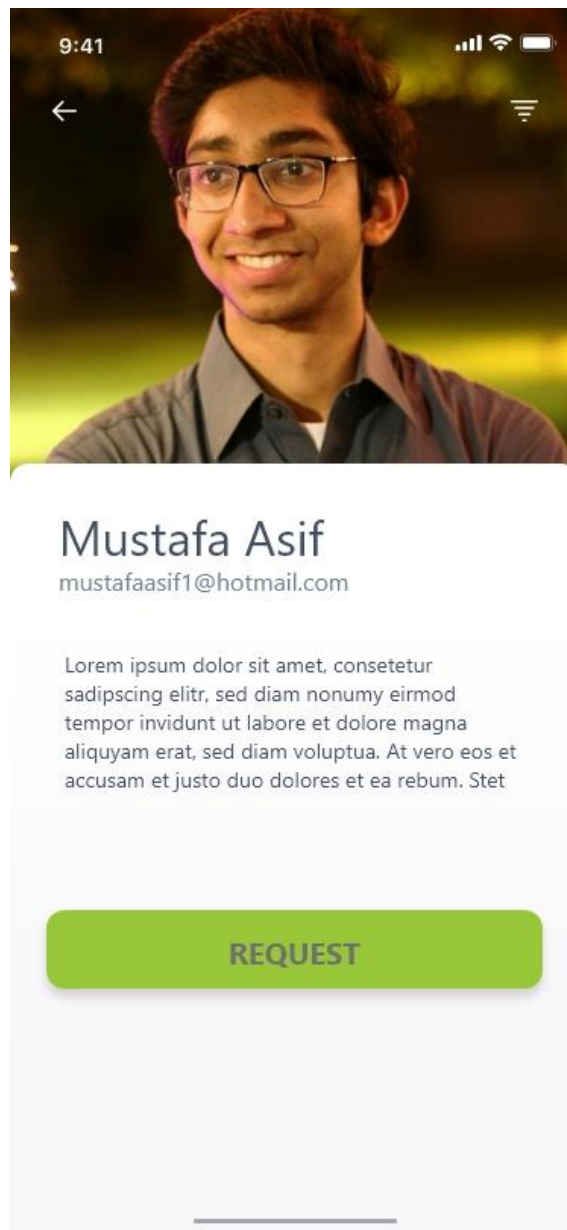 9:41
Mustafa Asif
mustafaasif1@hotmail.com
Lorem ipsum dolor sit amet, consetetur
sadipscing elitr, sed diam nonumy eirmod
tempor invidunt ut labore et dolore magna
aliquyam erat, sed diam voluptua. At vero eos et
accusam et justo duo dolores et ea rebum. Stet
REQUEST